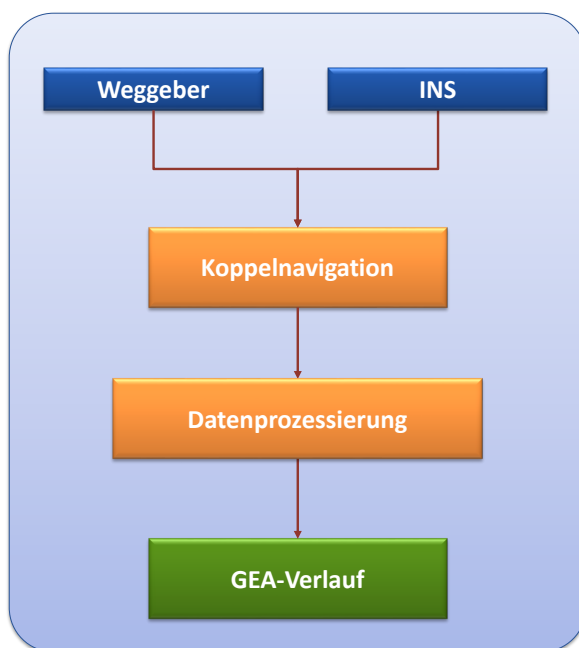 Weggeber
INS
Koppelnavigation
Datenprozessierung
GEA-Verlauf